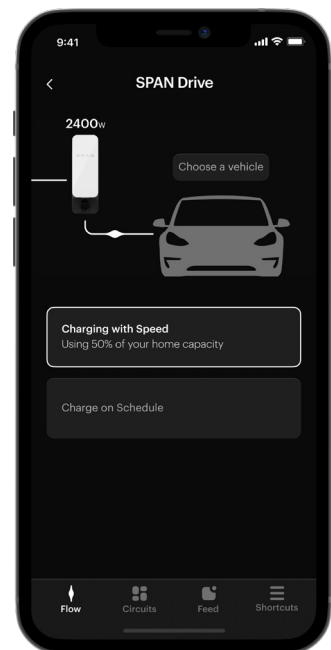 9:41
SPAN Drive
2400w
SPAN
Choose a vehicle
Charging with Speed
Using 50% of your home capacity
Charge on Schedule
Flow
Circuits
Feed
Shortcuts